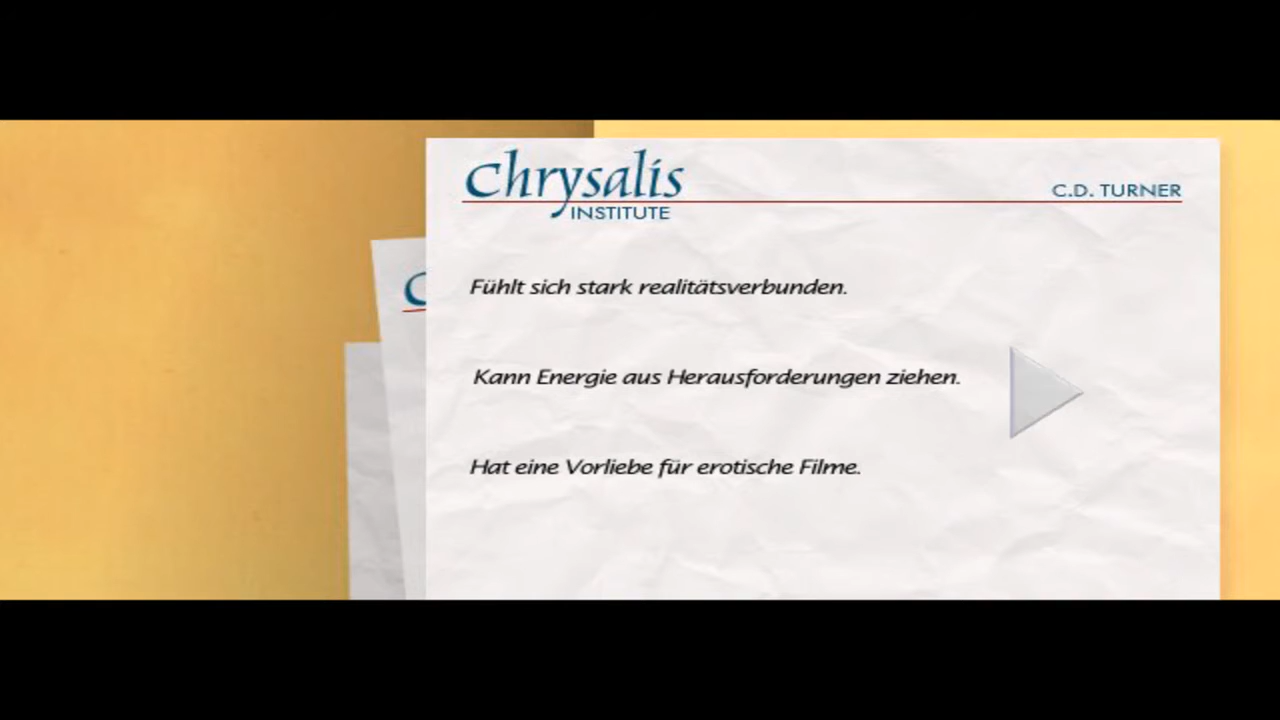 Chrysalis
INSTITUTE
C.D. TURNER
C
Fühlt sich stark realitätsverbunden.
Kann Energie aus Herausforderungen ziehen.
Hat eine Vorliebe für erotische Filme.